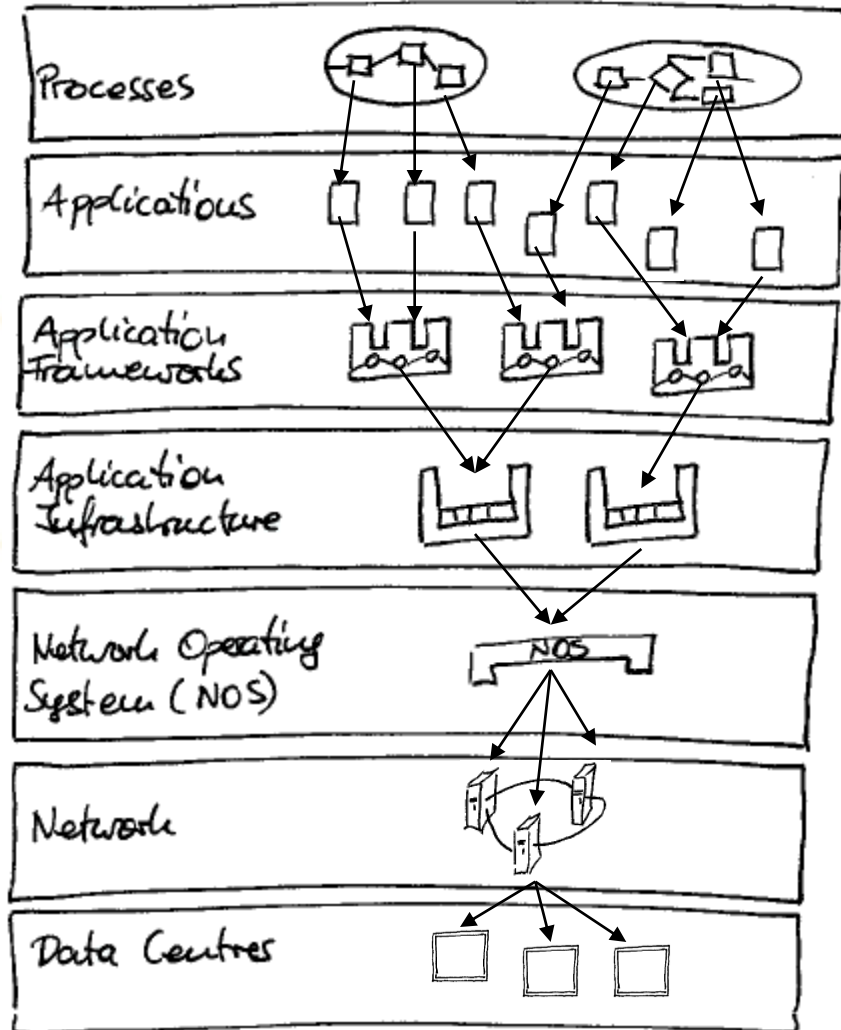 Processes
Applications
Application
Frameworks
Application
Infrastructure
Network Operating
System (NOS)
NOS
Network
Data Centres